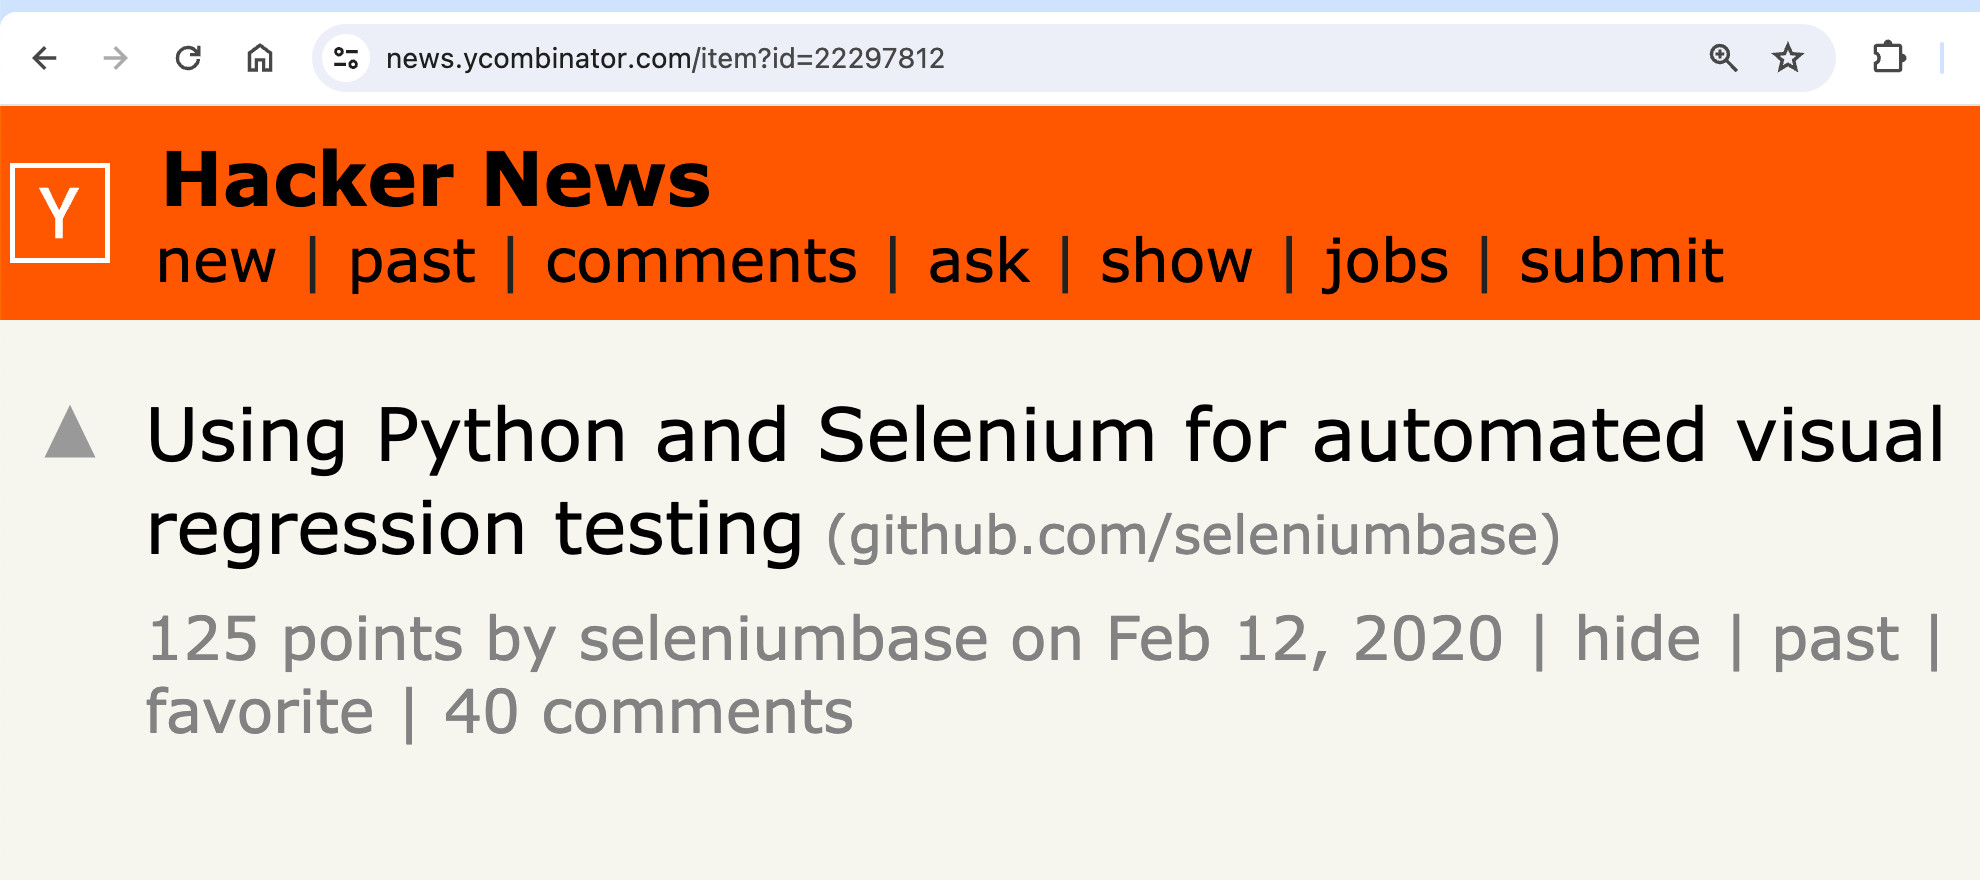 news.ycombinator.com/item?id=22297812
Y
Hacker News
new | past | comments | ask | show | jobs | submit
Using Python and Selenium for automated visual
regression testing (github.com/seleniumbase)
125 points by seleniumbase on Feb 12, 2020 | hide | past |
favorite | 40 comments